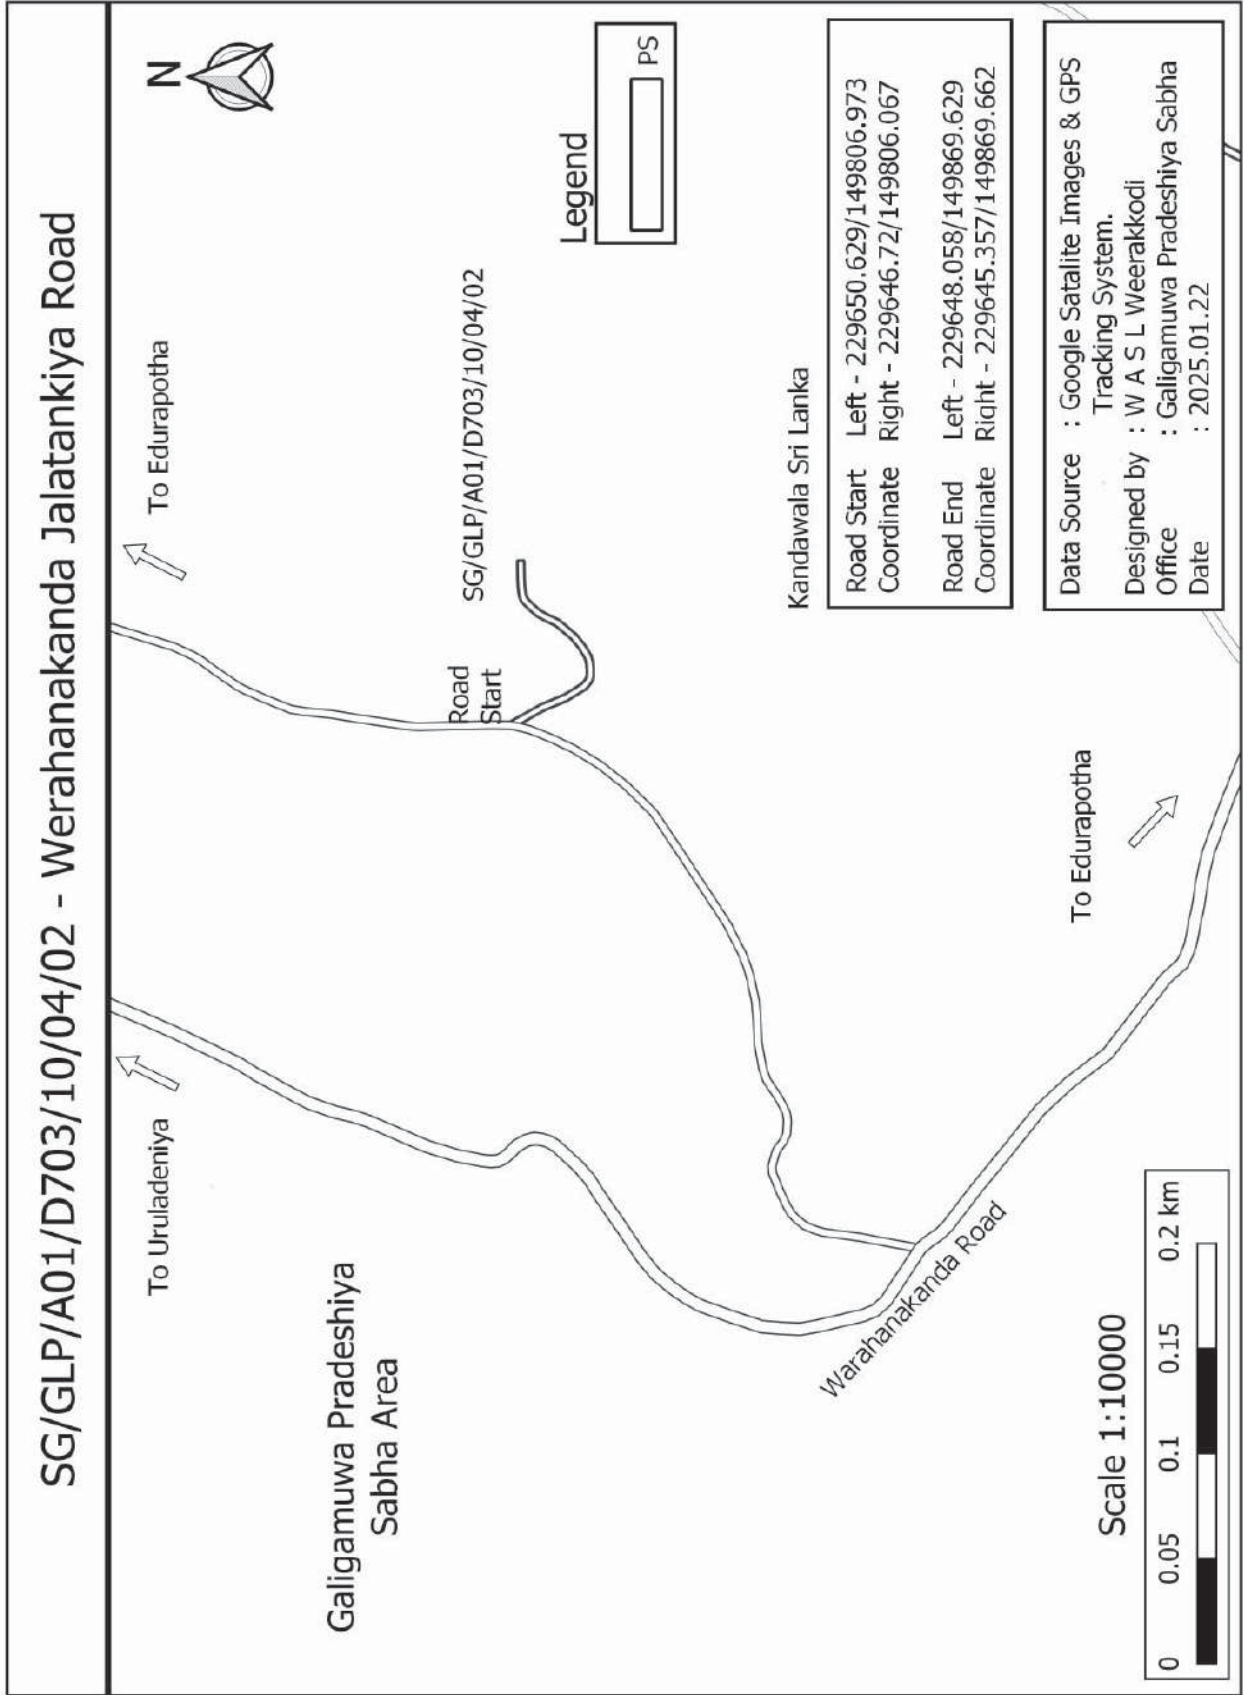 SG/GLP/A01/D703/10/04/02 - Werahanakanda Jalatankiya Road
N
To Uruladeniya
To Edurapotha
Galigamuwa Pradeshiya
Sabha Area
Road
Start
SG/GLP/A01/D703/10/04/02
Legend
PS
Kandawala Sri Lanka
Road Start Left - 229650.629/149806.973
Coordinate Right - 229646.72/149806.067
Road End Left - 229648.058/149869.629
Coordinate Right - 229645.357/149869.662
Warahanakanda Road
To Edurapotha
Data Source : Google Satalite Images & GPS
Tracking System.
Designed by : W A S L Weerakkodi
Office : Galigamuwa Pradeshiya Sabha
Date : 2025.01.22
Scale 1:10000
0 0.05 0.1 0.15 0.2 km